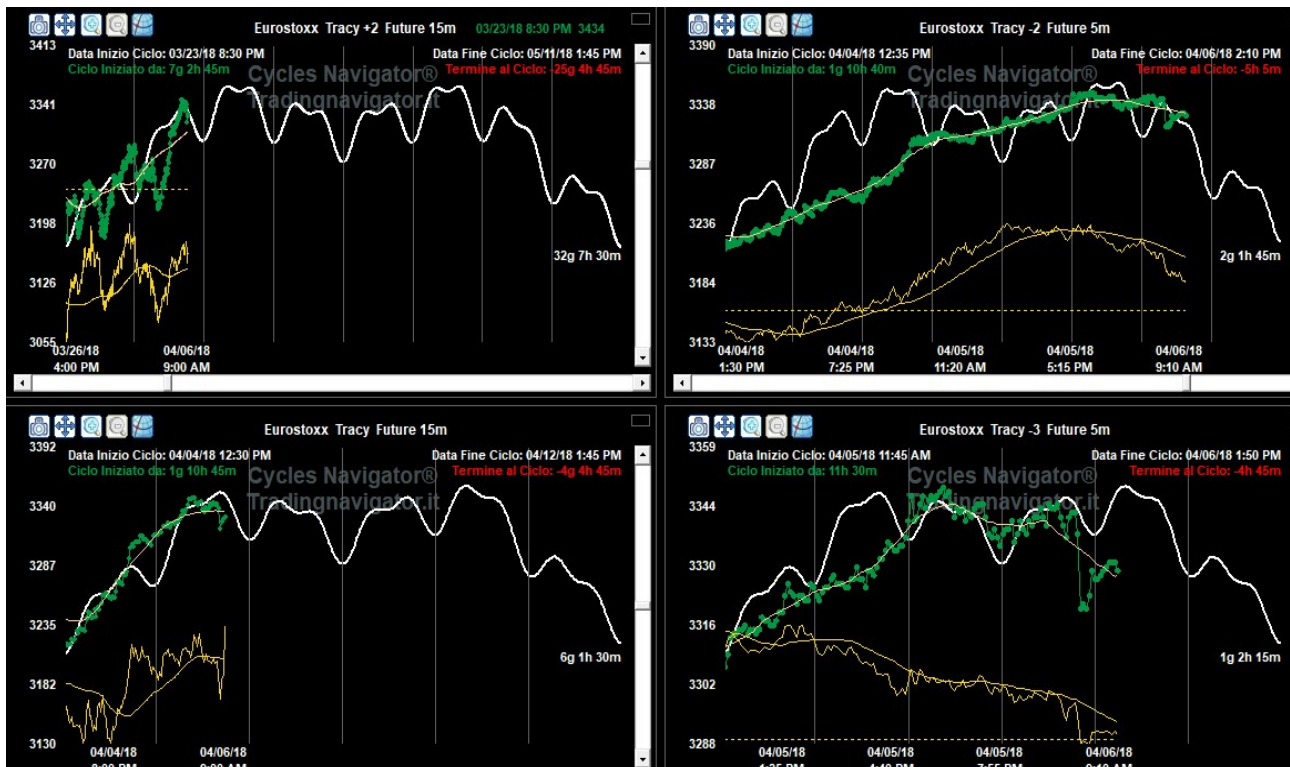 Eurostoxx Tracy +2 Future 15m 03/23/18 8:30 PM 3434
3413
Data Inizio Ciclo: 03/23/18 8:30 PM Data Fine Ciclo: 05/11/18 1:45 PM
Ciclo Iniziato da: 7g 2h 45m Termine al Ciclo: -25g 4h 45m
Cycles Navigator®
Tradingnavigator.it
3341
3270
3198
32g 7h 30m
3126
3055
03/26/18 04/06/18
4:00 PM 9:00 AM
Eurostoxx Tracy -2 Future 5m
3390
Data Inizio Ciclo: 04/04/18 12:35 PM Data Fine Ciclo: 04/06/18 2:10 PM
Ciclo Iniziato da: 1g 10h 40m Termine al Ciclo: -5h 5m
Cycles Navigator®
Tradingnavigator.it
3338
3287
3236
2g 1h 45m
3184
3133
04/04/18 04/04/18 04/05/18 04/05/18 04/06/18
1:30 PM 7:25 PM 11:20 AM 5:15 PM 9:10 AM
Eurostoxx Tracy Future 15m
3392
Data Inizio Ciclo: 04/04/18 12:30 PM Data Fine Ciclo: 04/12/18 1:45 PM
Ciclo Iniziato da: 1g 10h 45m Termine al Ciclo: -4g 4h 45m
Cycles Navigator®
Tradingnavigator.it
3340
3287
3235
6g 1h 30m
3182
3130
04/04/18 04/06/18
Eurostoxx Tracy -3 Future 5m
3359
Data Inizio Ciclo: 04/05/18 11:45 AM Data Fine Ciclo: 04/06/18 1:50 PM
Ciclo Iniziato da: 11h 30m Termine al Ciclo: -4h 45m
Cycles Navigator®
Tradingnavigator.it
3344
3330
3316
1g 2h 15m
3302
3288
04/05/18 04/05/18 04/05/18 04/06/18